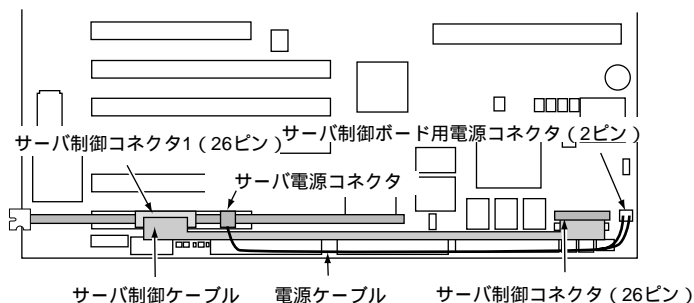 サーバ制御コネクタ1（26ピン）
サーバ制御ボード用電源コネクタ（2ピン）
サーバ電源コネクタ
サーバ制御ケーブル
電源ケーブル
サーバ制御コネクタ（26ピン）